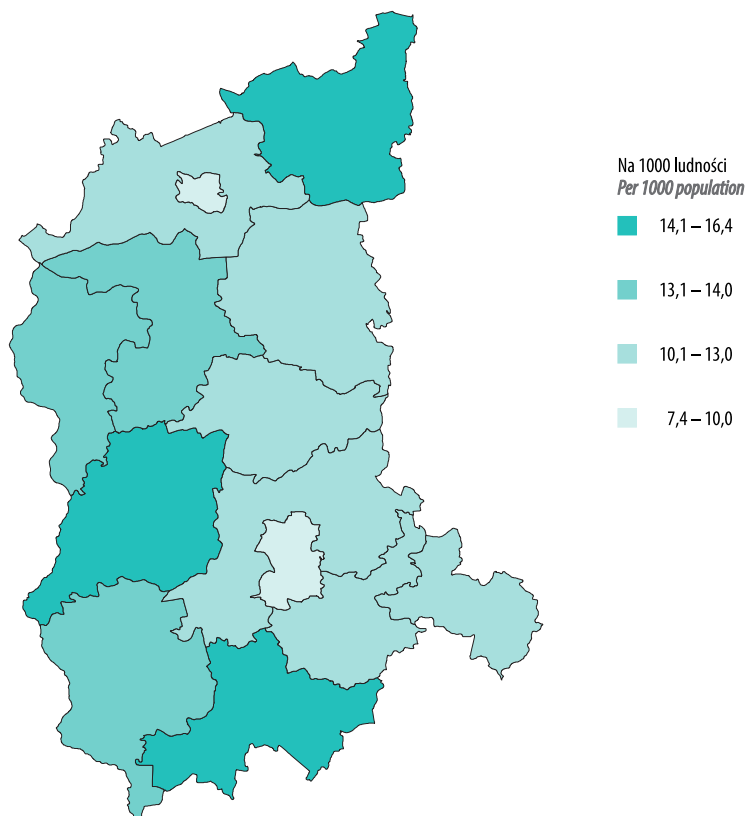 Na 1000 ludności
Per 1000 population
14,1 – 16,4
13,1 – 14,0
10,1 – 13,0
7,4 – 10,0